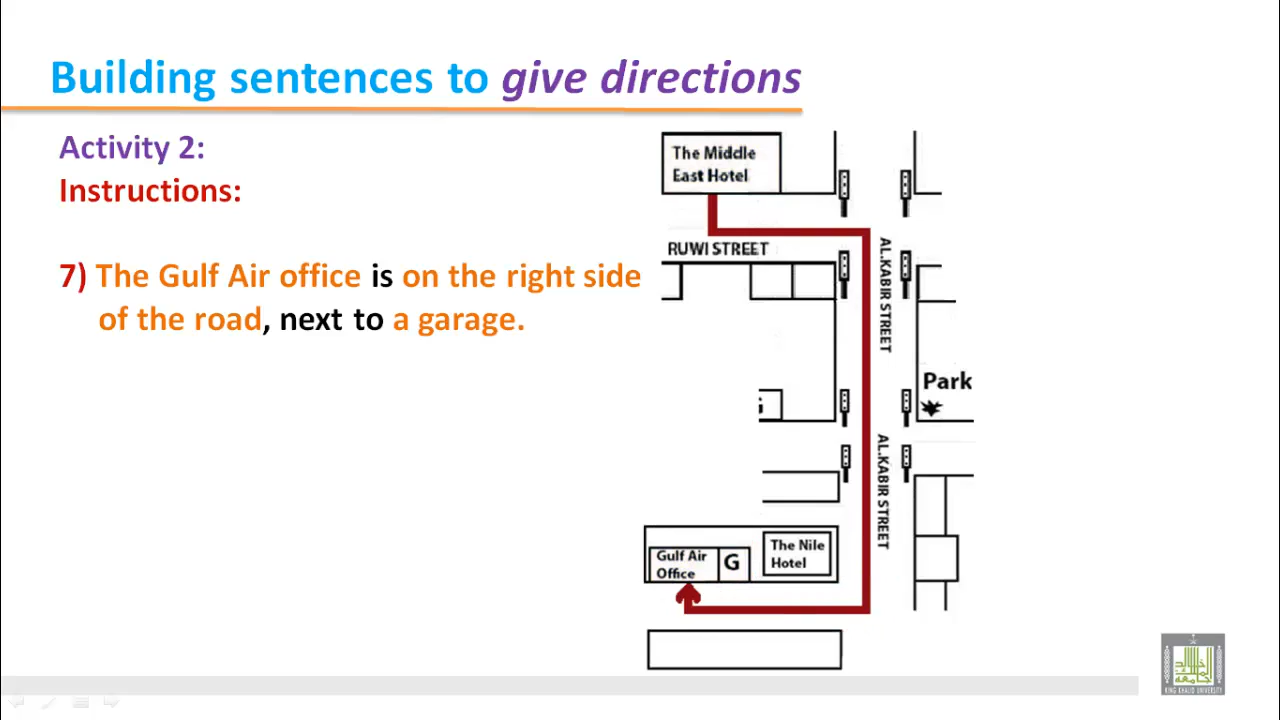 Building sentences to give directions
Activity 2:
Instructions:
7) The Gulf Air office is on the right side
of the road, next to a garage.
The Middle
East Hotel
RUWI STREET
AL.KABIR STREET
Park
AL.KABIR STREET
Gulf Air
Office
G
The Nile
Hotel
KING KHALID UNIVERSITY